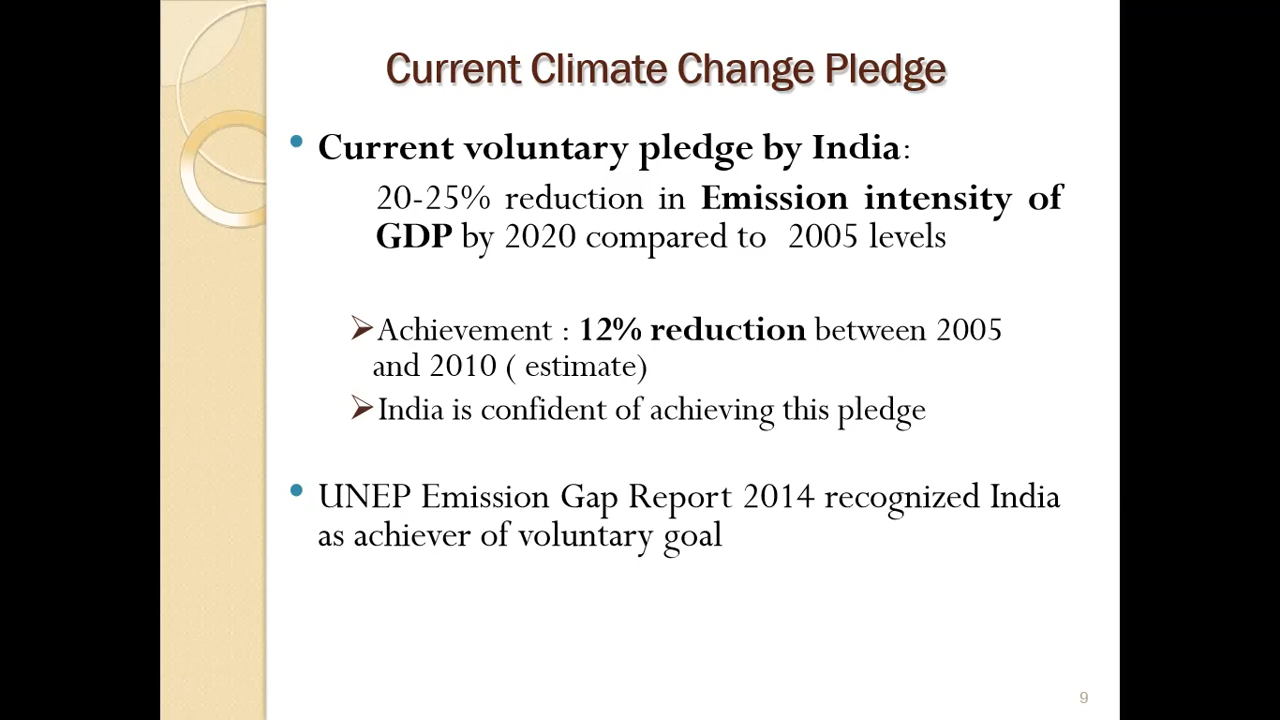 Current Climate Change Pledge
• Current voluntary pledge by India:
20-25% reduction in Emission intensity of
GDP by 2020 compared to 2005 levels
➢Achievement : 12% reduction between 2005
and 2010 ( estimate)
➢India is confident of achieving this pledge
• UNEP Emission Gap Report 2014 recognized India
as achiever of voluntary goal
9